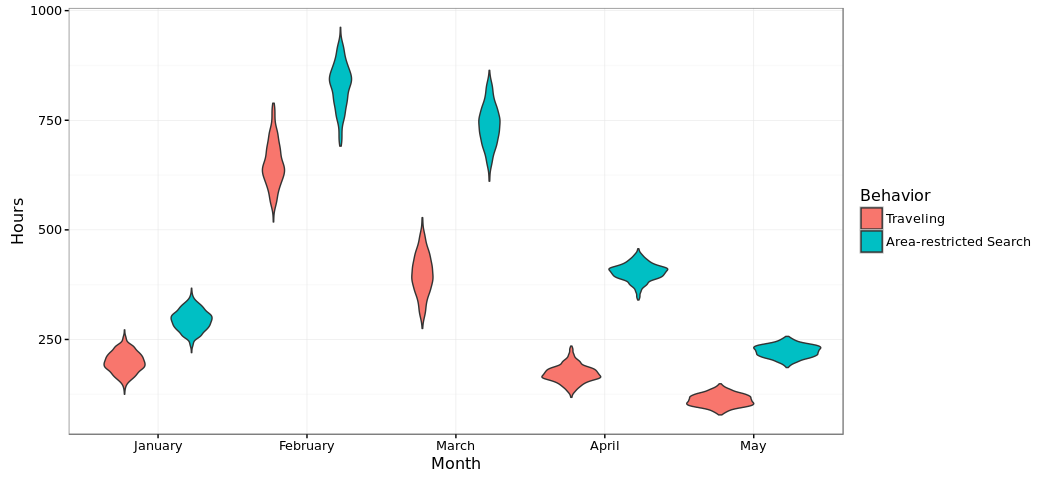 1000
750
500
250
Hours
January
February
March
April
May
Month
Behavior
Traveling
Area-restricted Search